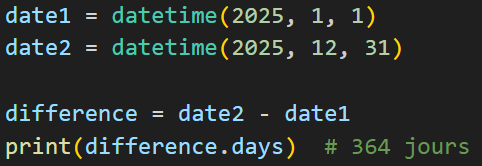 date1 = datetime(2025, 1, 1)
date2 = datetime(2025, 12, 31)

difference = date2 - date1
print(difference.days)  # 364 jours